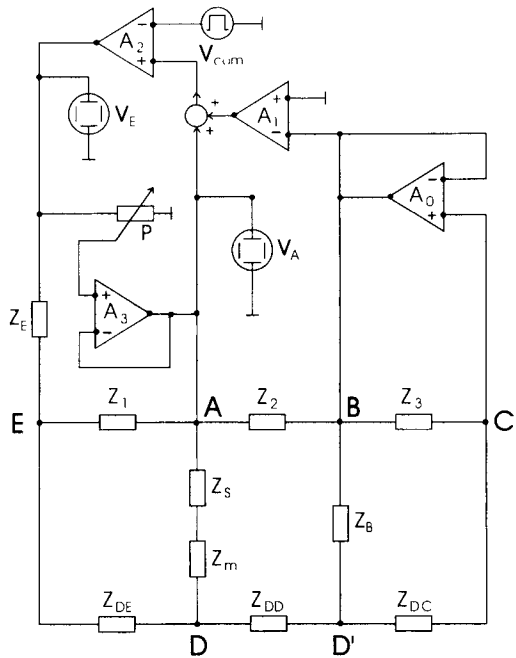 A2
- +
Vcum
VE
+ +
A1
+ -
A0
- +
P
VA
A3
+ -
ZE
E Z1 A Z2 B Z3 C
ZS
Zm
ZB
ZDE ZDD ZDC
D D'